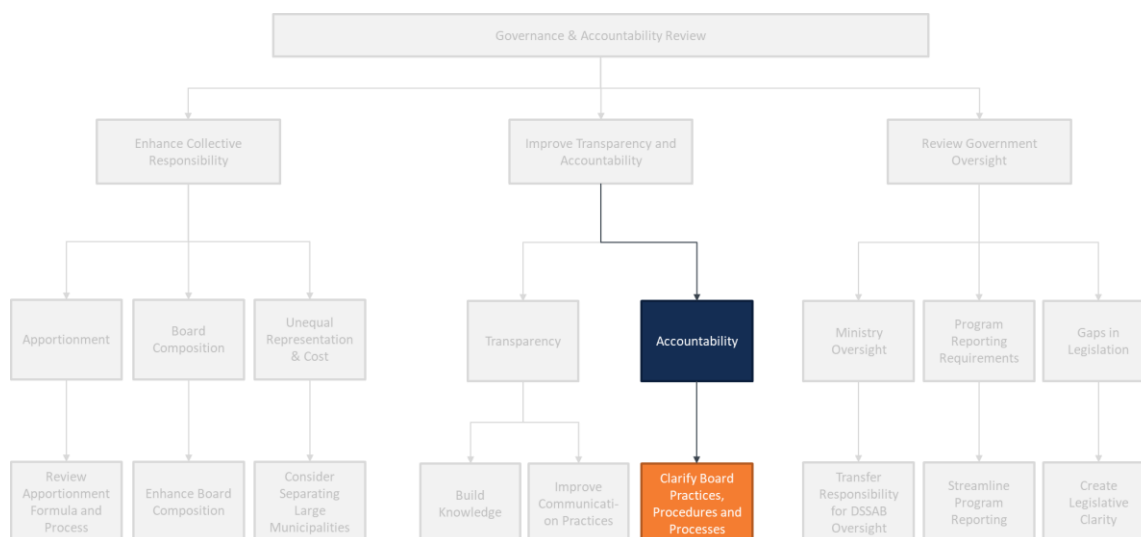 Governance & Accountability Review
Enhance Collective
Responsibility
Improve Transparency and
Accountability
Review Government
Oversight
Apportionment
Board
Composition
Unequal
Representation
& Cost
Transparency
Accountability
Ministry
Oversight
Program
Reporting
Requirements
Gaps in
Legislation
Review
Apportionment
Formula and
Process
Enhance Board
Composition
Consider
Separating
Large
Municipalities
Build
Knowledge
Improve
Communicati-
on Practices
Clarify Board
Practices,
Procedures and
Processes
Transfer
Responsibility
for DSSAB
Oversight
Streamline
Program
Reporting
Create
Legislative
Clarity